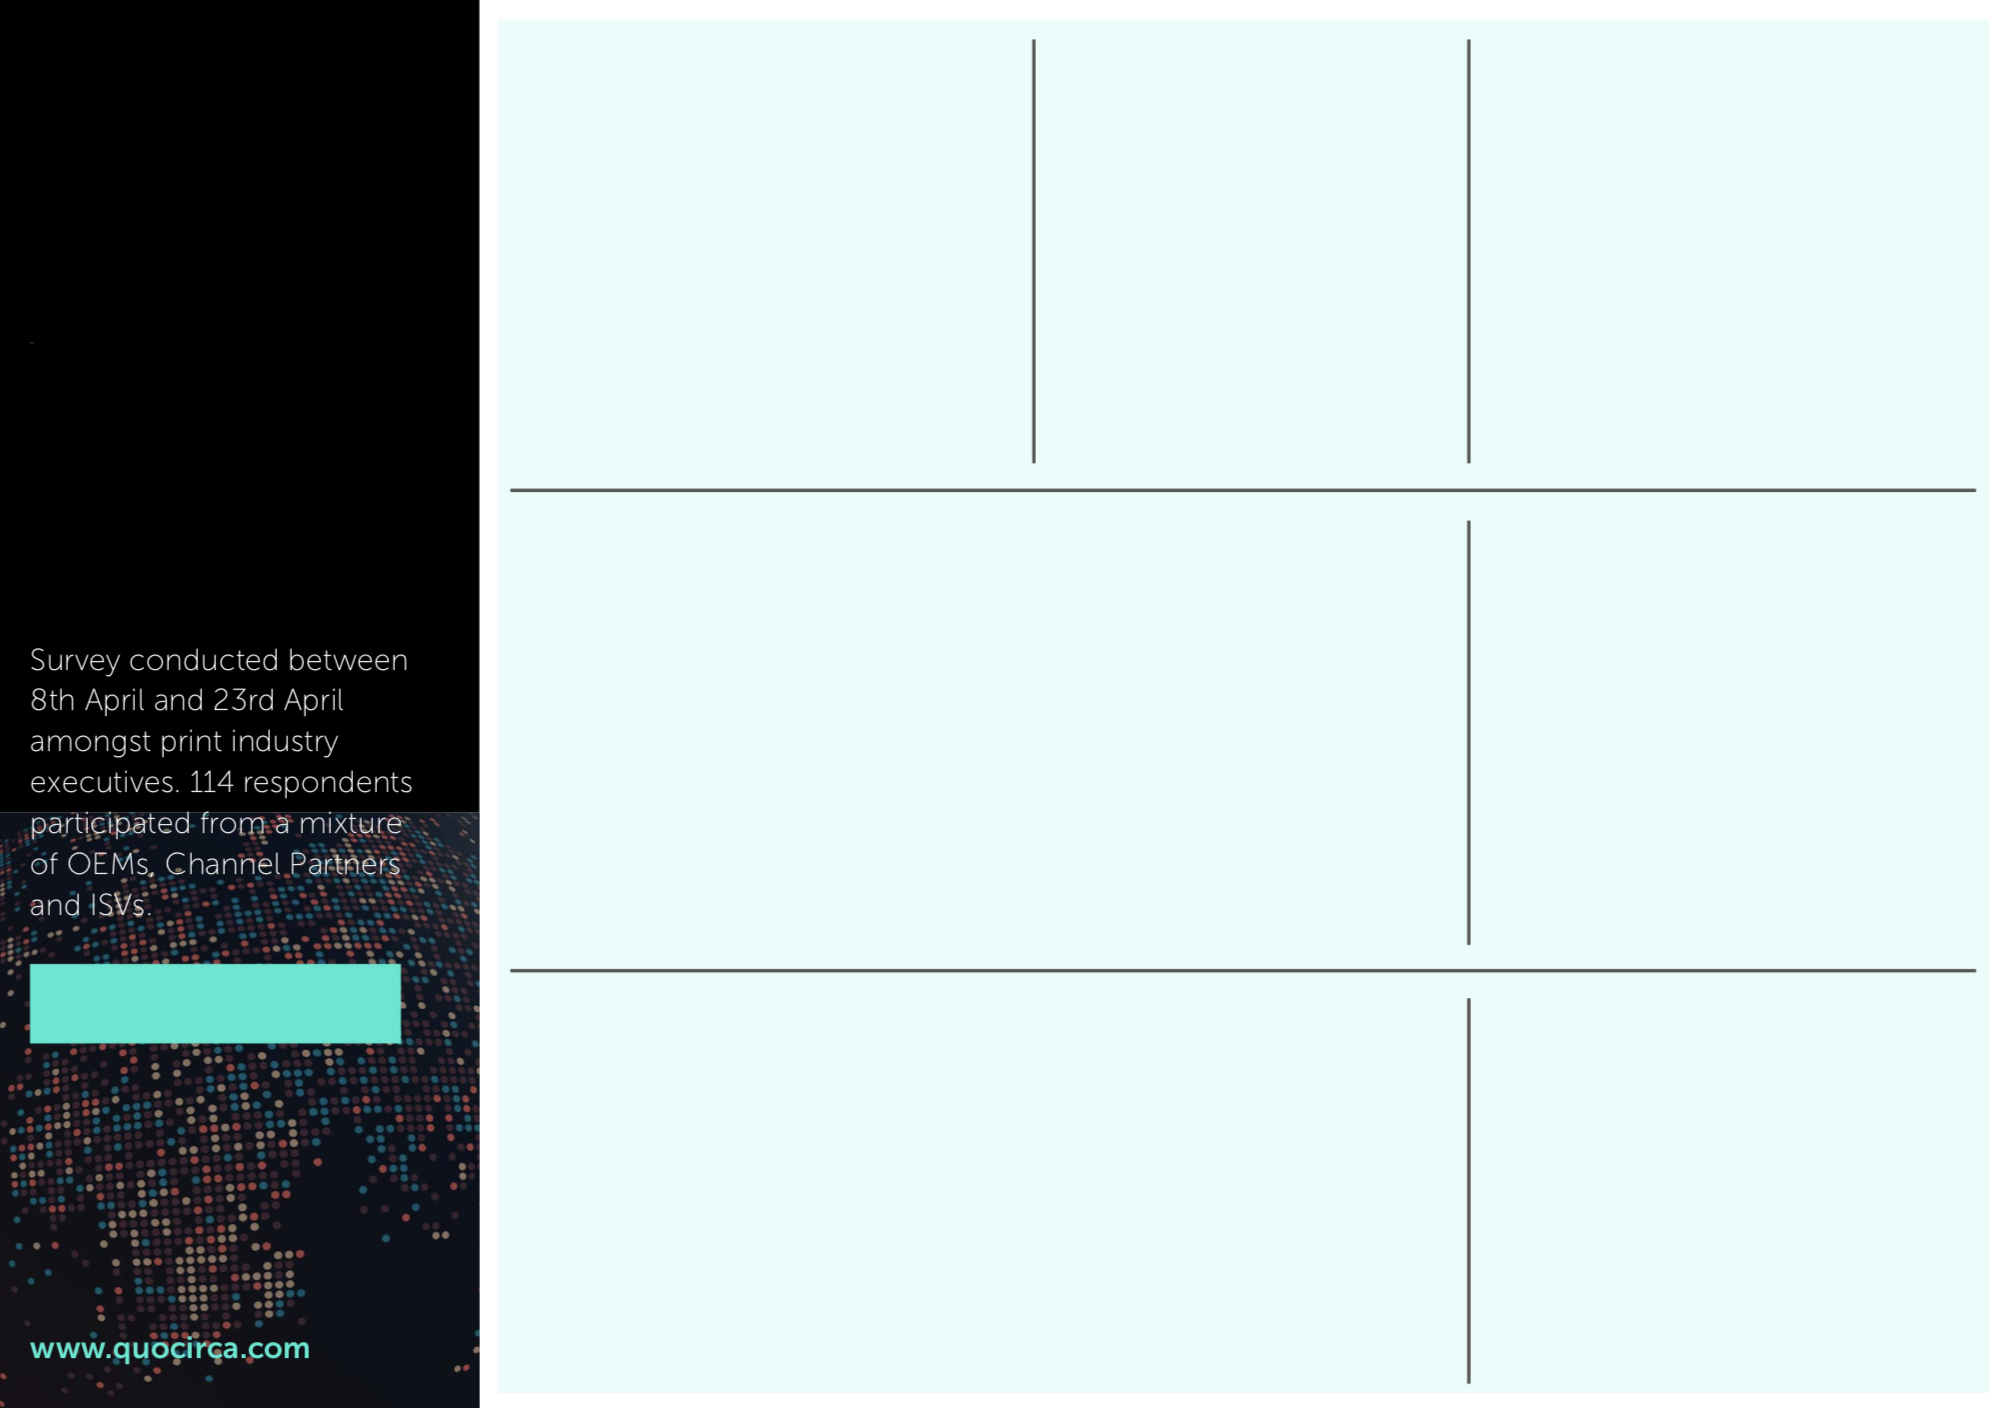 Survey conducted between
8th April and 23rd April
amongst print industry
executives. 114 respondents
participated from a mixture
of OEMs, Channel Partners
and ISVs.
www.quocirca.com